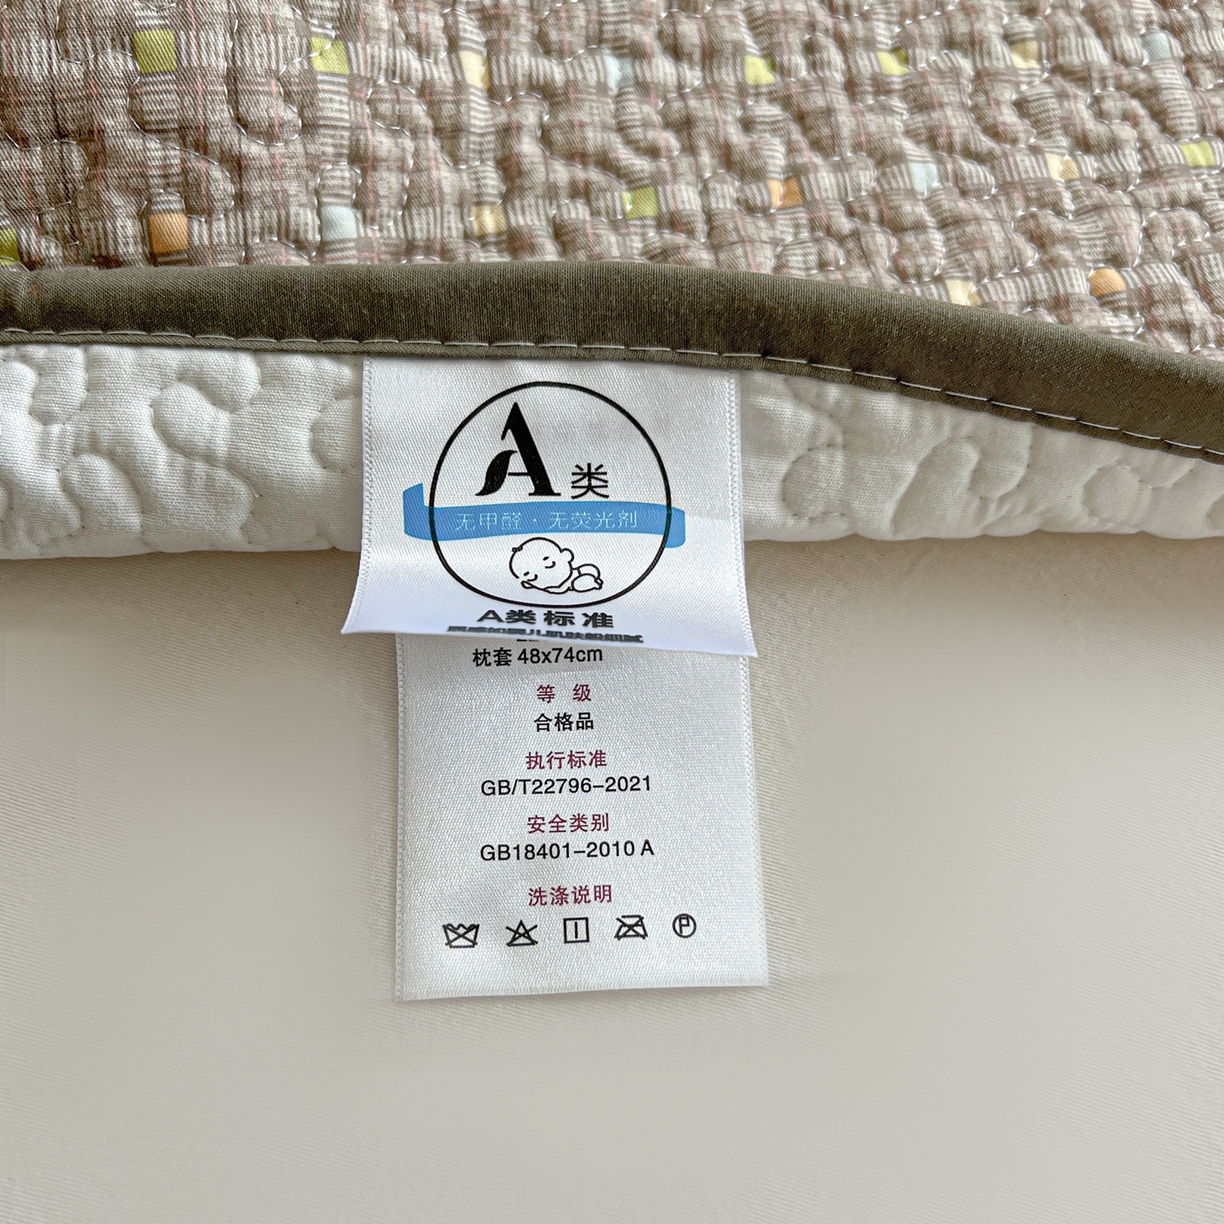 A类
无甲醛·无荧光剂
A类标准
枕套 48x74cm
等 级
合格品
执行标准
GB/T22796-2021
安全类别
GB18401-2010 A
洗涤说明
P